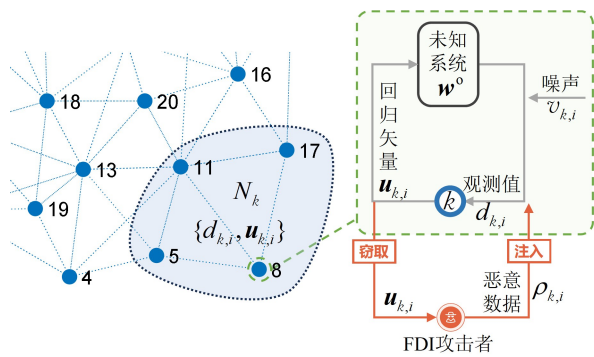 16
18
20
17
13
11
N_k
19
{d_{k,i}, u_{k,i}}
5
4
8
未知
系统
w^o
回
归
矢
量
u_{k,i}
噪声
v_{k,i}
观测值
k
d_{k,i}
窃取
注入
u_{k,i}
恶意
数据
ρ_{k,i}
FDI攻击者